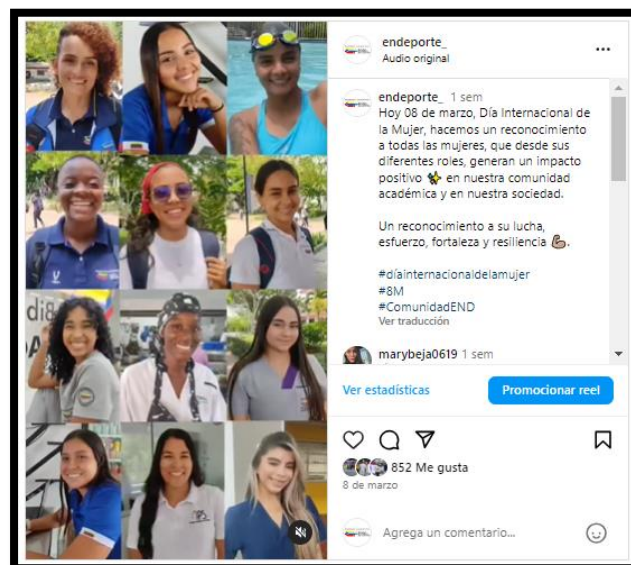 endeporte_
Audio original
endeporte_ 1 sem
Hoy 08 de marzo, Día Internacional de
la Mujer, hacemos un reconocimiento
a todas las mujeres, que desde sus
diferentes roles, generan un impacto
positivo ✨ en nuestra comunidad
académica y en nuestra sociedad.
Un reconocimiento a su lucha,
esfuerzo, fortaleza y resiliencia 💪🏽.
#díainternacionaldelamujer
#8M
#ComunidadEND
Ver traducción
marybeja0619 1 sem
Ver estadísticas
Promocionar reel
852 Me gusta
8 de marzo
Agrega un comentario...